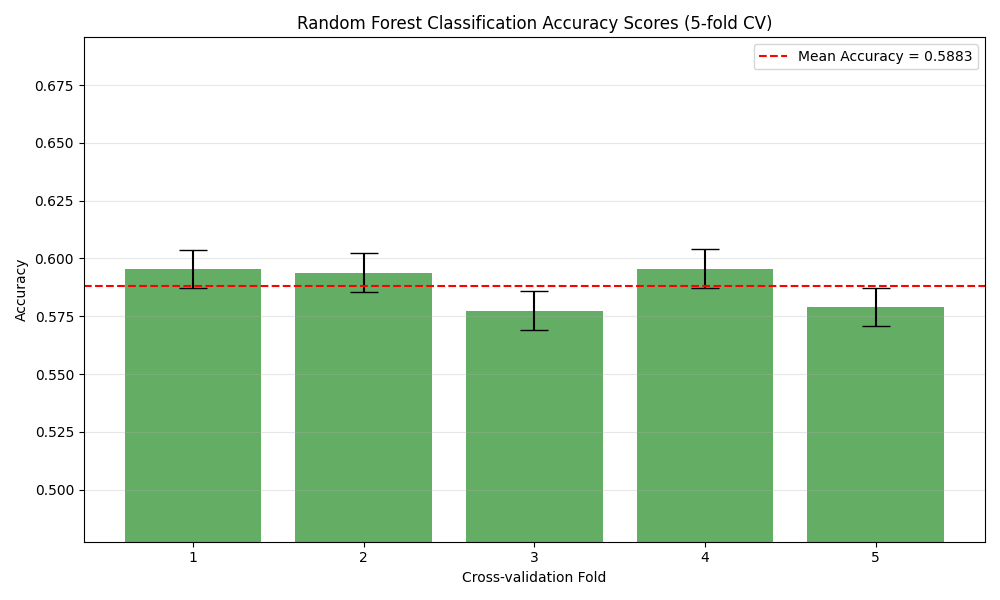 Random Forest Classification Accuracy Scores (5-fold CV)
Mean Accuracy = 0.5883
0.675
0.650
0.625
0.600
0.575
0.550
0.525
0.500
Accuracy
1 2 3 4 5
Cross-validation Fold